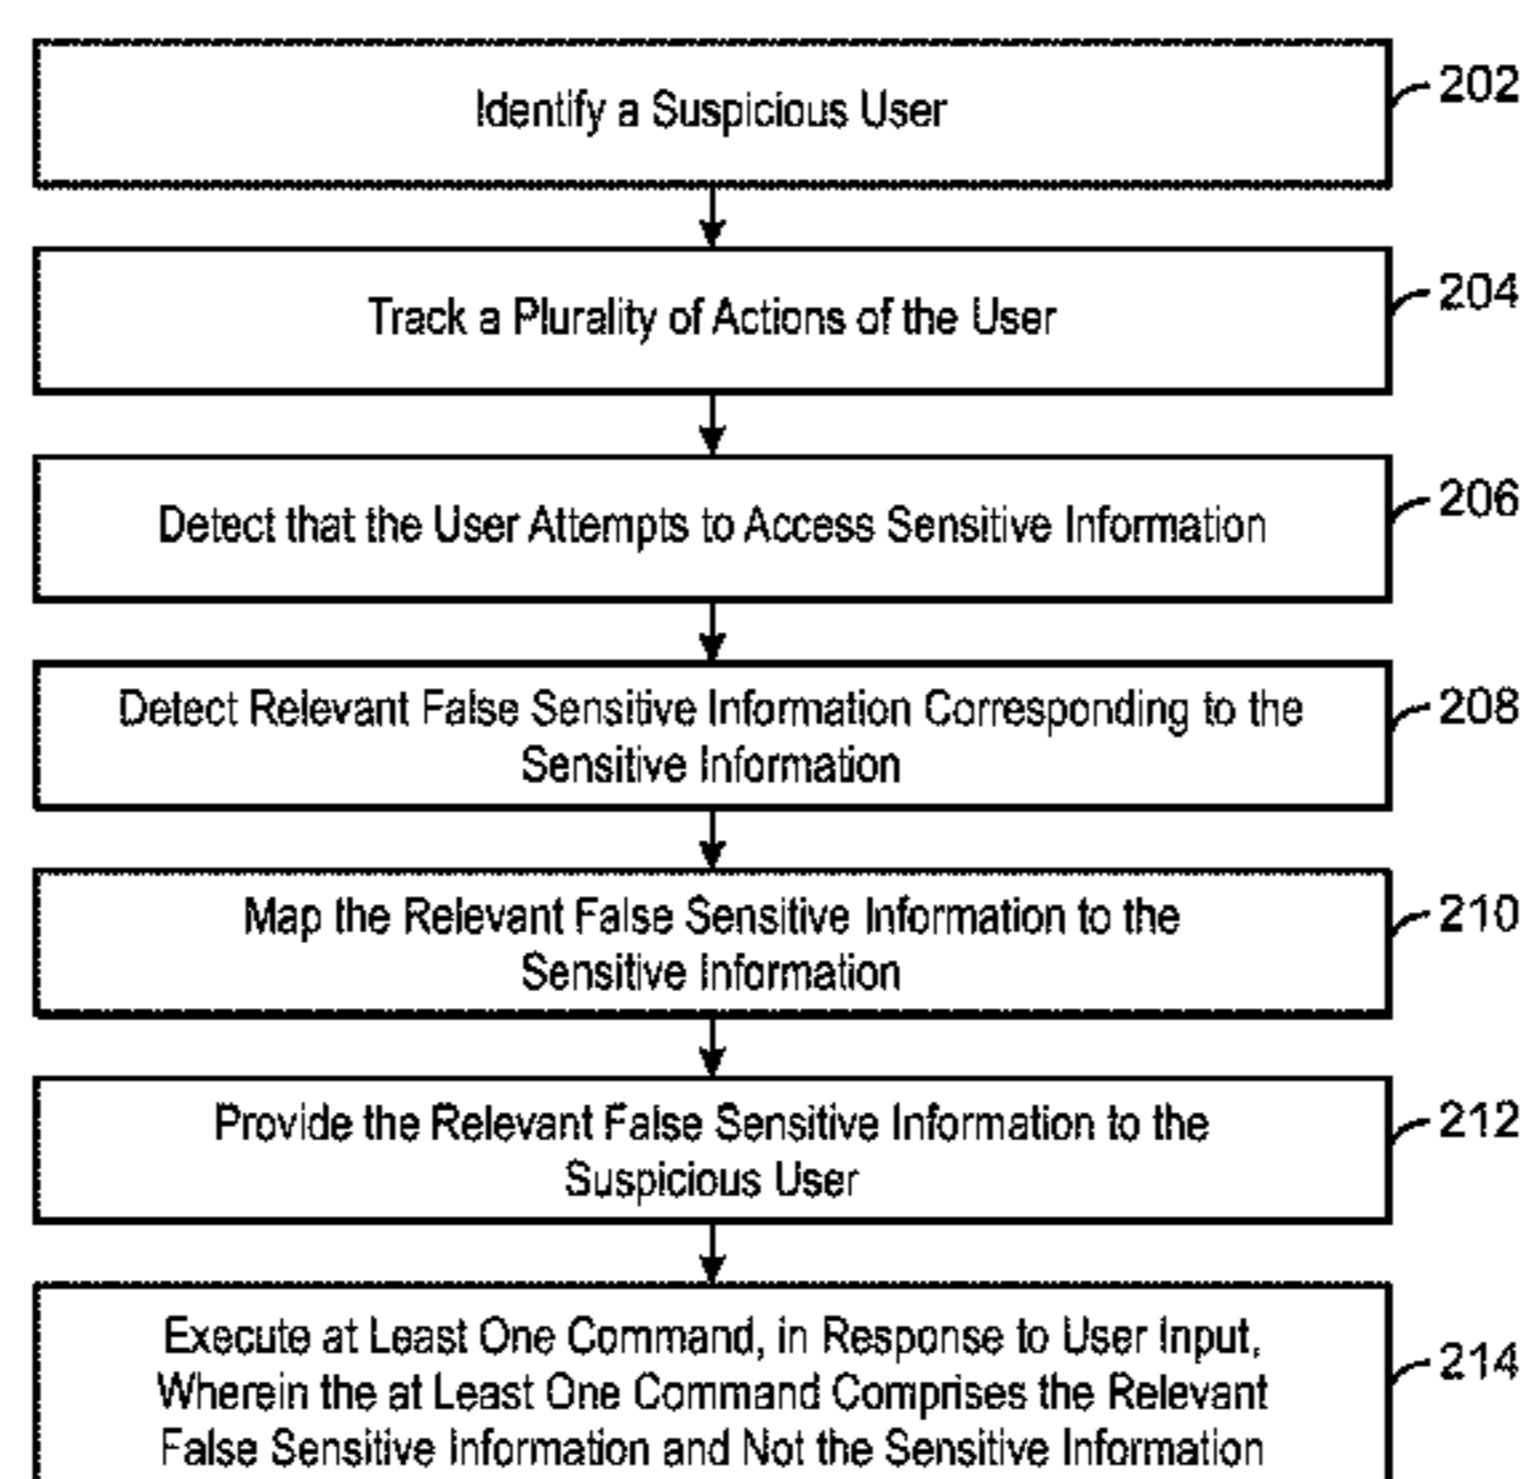 Identify a Suspicious User
202
Track a Plurality of Actions of the User
204
Detect that the User Attempts to Access Sensitive Information
206
Detect Relevant False Sensitive Information Corresponding to the
Sensitive Information
208
Map the Relevant False Sensitive Information to the
Sensitive Information
210
Provide the Relevant False Sensitive Information to the
Suspicious User
212
Execute at Least One Command, in Response to User Input,
Wherein the at Least One Command Comprises the Relevant
False Sensitive Information and Not the Sensitive Information
214